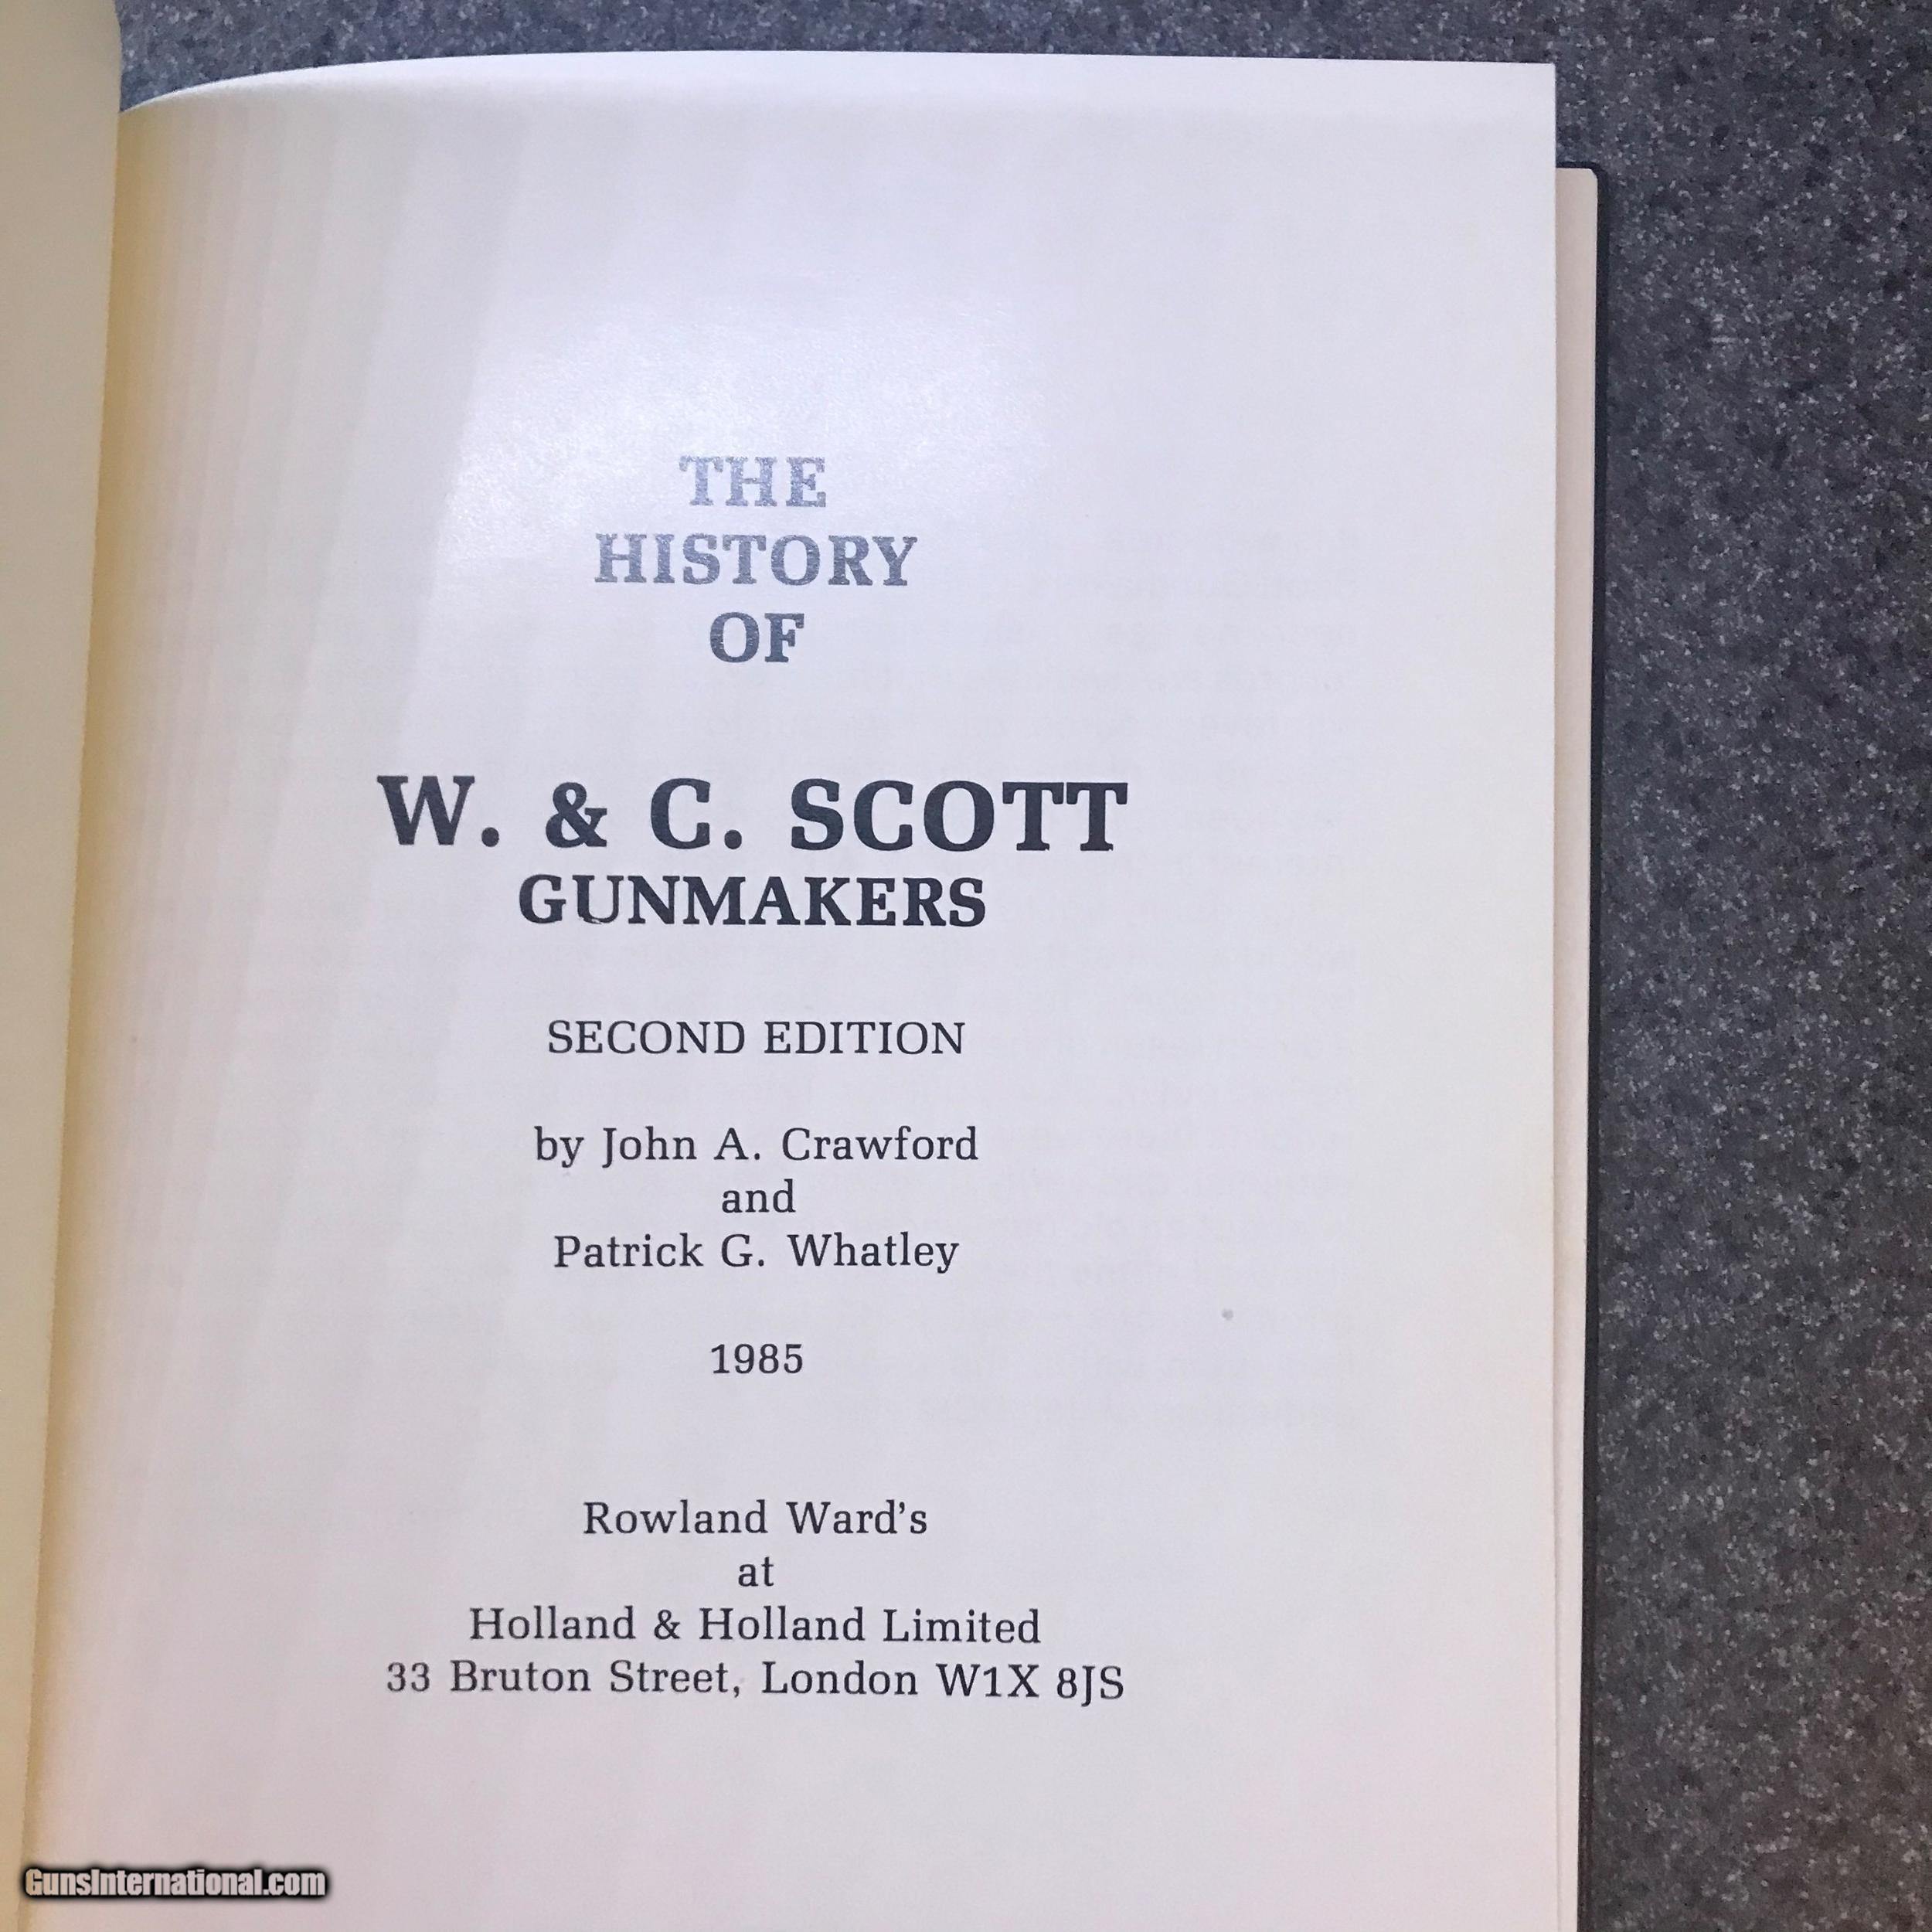 THE
HISTORY
OF
W. & C. SCOTT
GUNMAKERS
SECOND EDITION
by John A. Crawford
and
Patrick G. Whatley
1985
Rowland Ward's
at
Holland & Holland Limited
33 Bruton Street, London W1X 8JS
GunsInternational.com